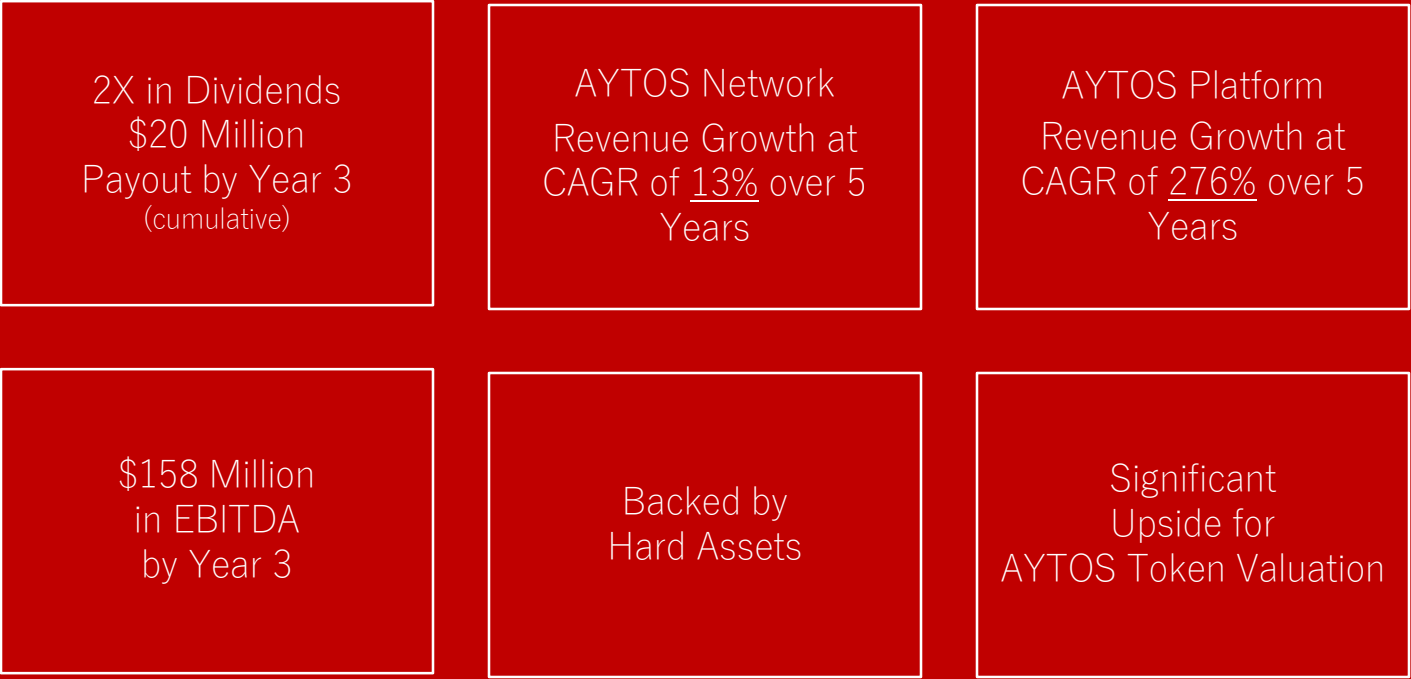 2X in Dividends
$20 Million
Payout by Year 3
(cumulative)
AYTOS Network
Revenue Growth at
CAGR of 13% over 5
Years
AYTOS Platform
Revenue Growth at
CAGR of 276% over 5
Years
$158 Million
in EBITDA
by Year 3
Backed by
Hard Assets
Significant
Upside for
AYTOS Token Valuation